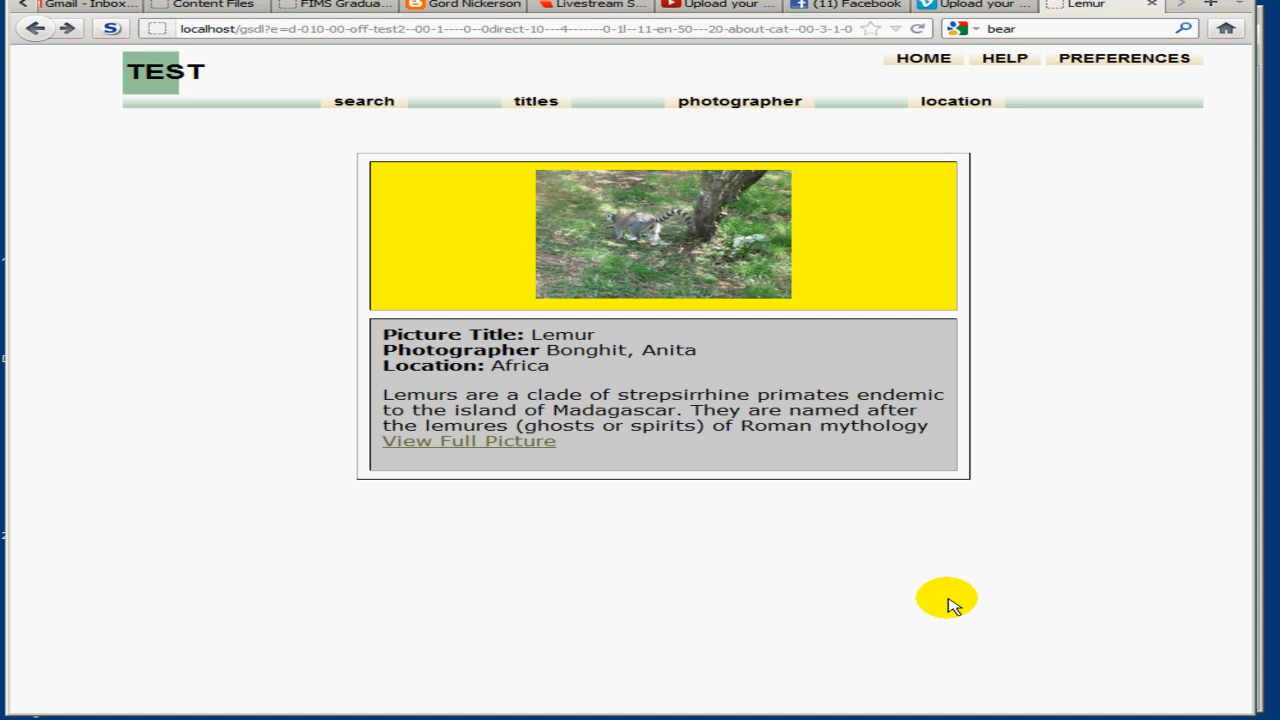 Gmail - Inbox...
Content Files
FIMS Gradua...
Gord Nickerson
Livestream S...
Upload your ...
(11) Facebook
Upload your ...
Lemur
localhost/gsdl?e=d-010-00-off-test2--00-1----0--0direct-10---4-------0-1l--11-en-50---20-about-cat--00-3-1-0
bear
TEST
HOME HELP PREFERENCES
search titles photographer location
Picture Title: Lemur
Photographer Bonghit, Anita
Location: Africa
Lemurs are a clade of strepsirrhine primates endemic
to the island of Madagascar. They are named after
the lemures (ghosts or spirits) of Roman mythology
View Full Picture